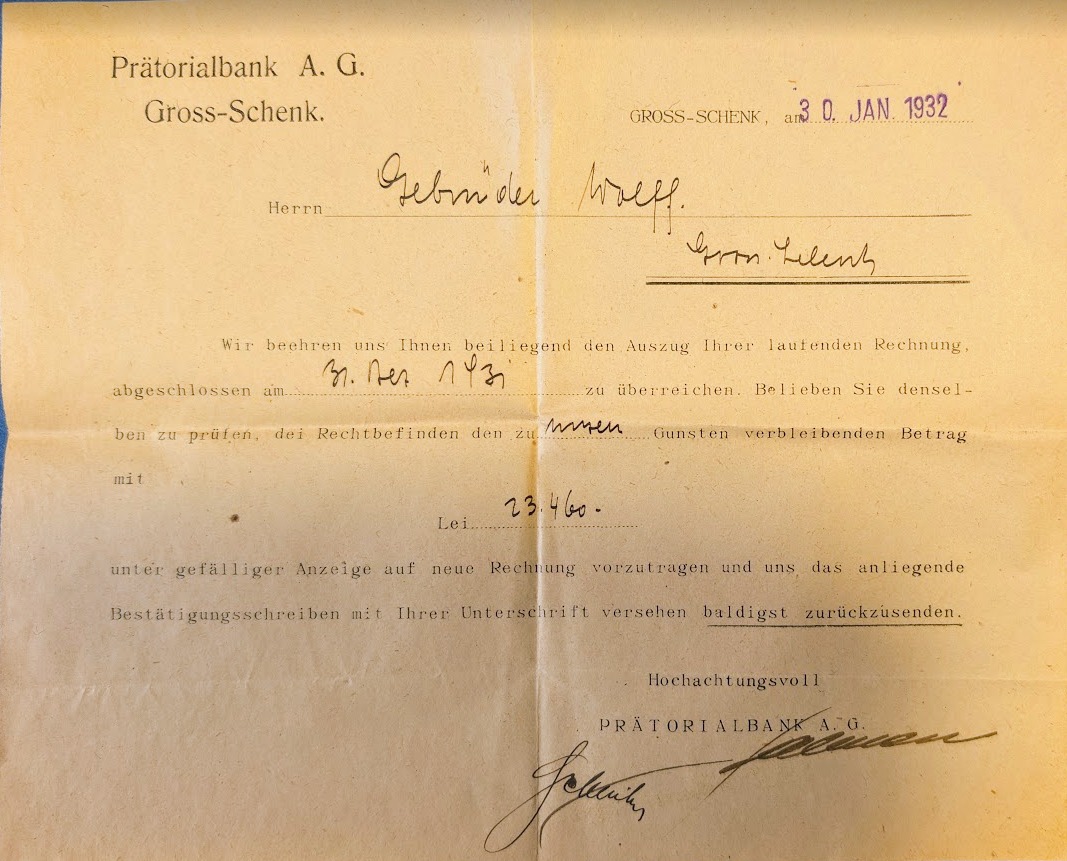 Prätorialbank A. G.
Gross-Schenk.
GROSS-SCHENK, am 30. JAN. 1932
Herrn Gebrüder Wolff.
Gross-Schenk
Wir beehren uns Ihnen beiliegend den Auszug Ihrer laufenden Rechnung,
abgeschlossen am 31. Dez 1931 zu überreichen. Belieben Sie densel-
ben zu prüfen, bei Rechtbefinden den zu unsren Gunsten verbleibenden Betrag
mit
Lei 23.460.-
unter gefälliger Anzeige auf neue Rechnung vorzutragen und uns das anliegende
Bestätigungsschreiben mit Ihrer Unterschrift versehen baldigst zurückzusenden.
Hochachtungsvoll
PRÄTORIALBANK A. G.